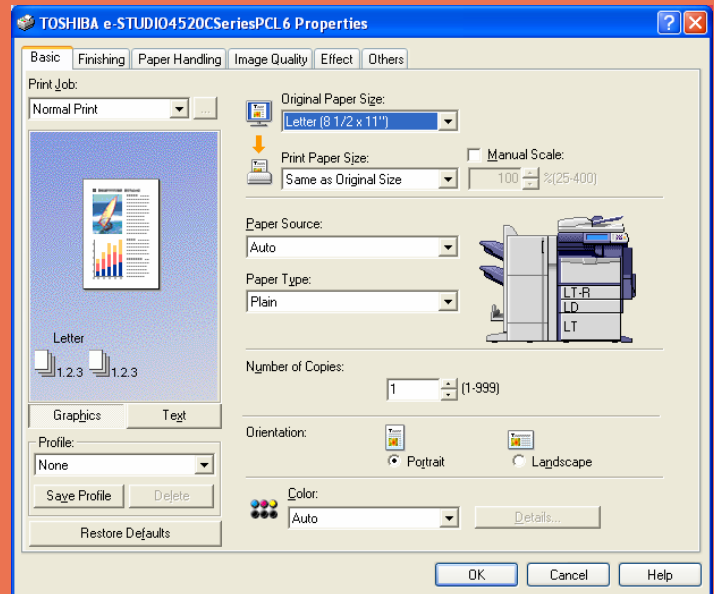 TOSHIBA e-STUDIO4520CSeriesPCL6 Properties
Basic
Finishing
Paper Handling
Image Quality
Effect
Others
Print Job:
Normal Print
...
Letter
1.2.3
1.2.3
Graphics
Text
Profile:
None
Save Profile
Delete
Restore Defaults
Original Paper Size:
Letter (8 1/2 x 11")
Print Paper Size:
Same as Original Size
Manual Scale:
100
%(25-400)
Paper Source:
Auto
Paper Type:
Plain
LT-R
LD
LT
Number of Copies:
1
(1-999)
Orientation:
Portrait
Landscape
Color:
Auto
Details...
OK
Cancel
Help